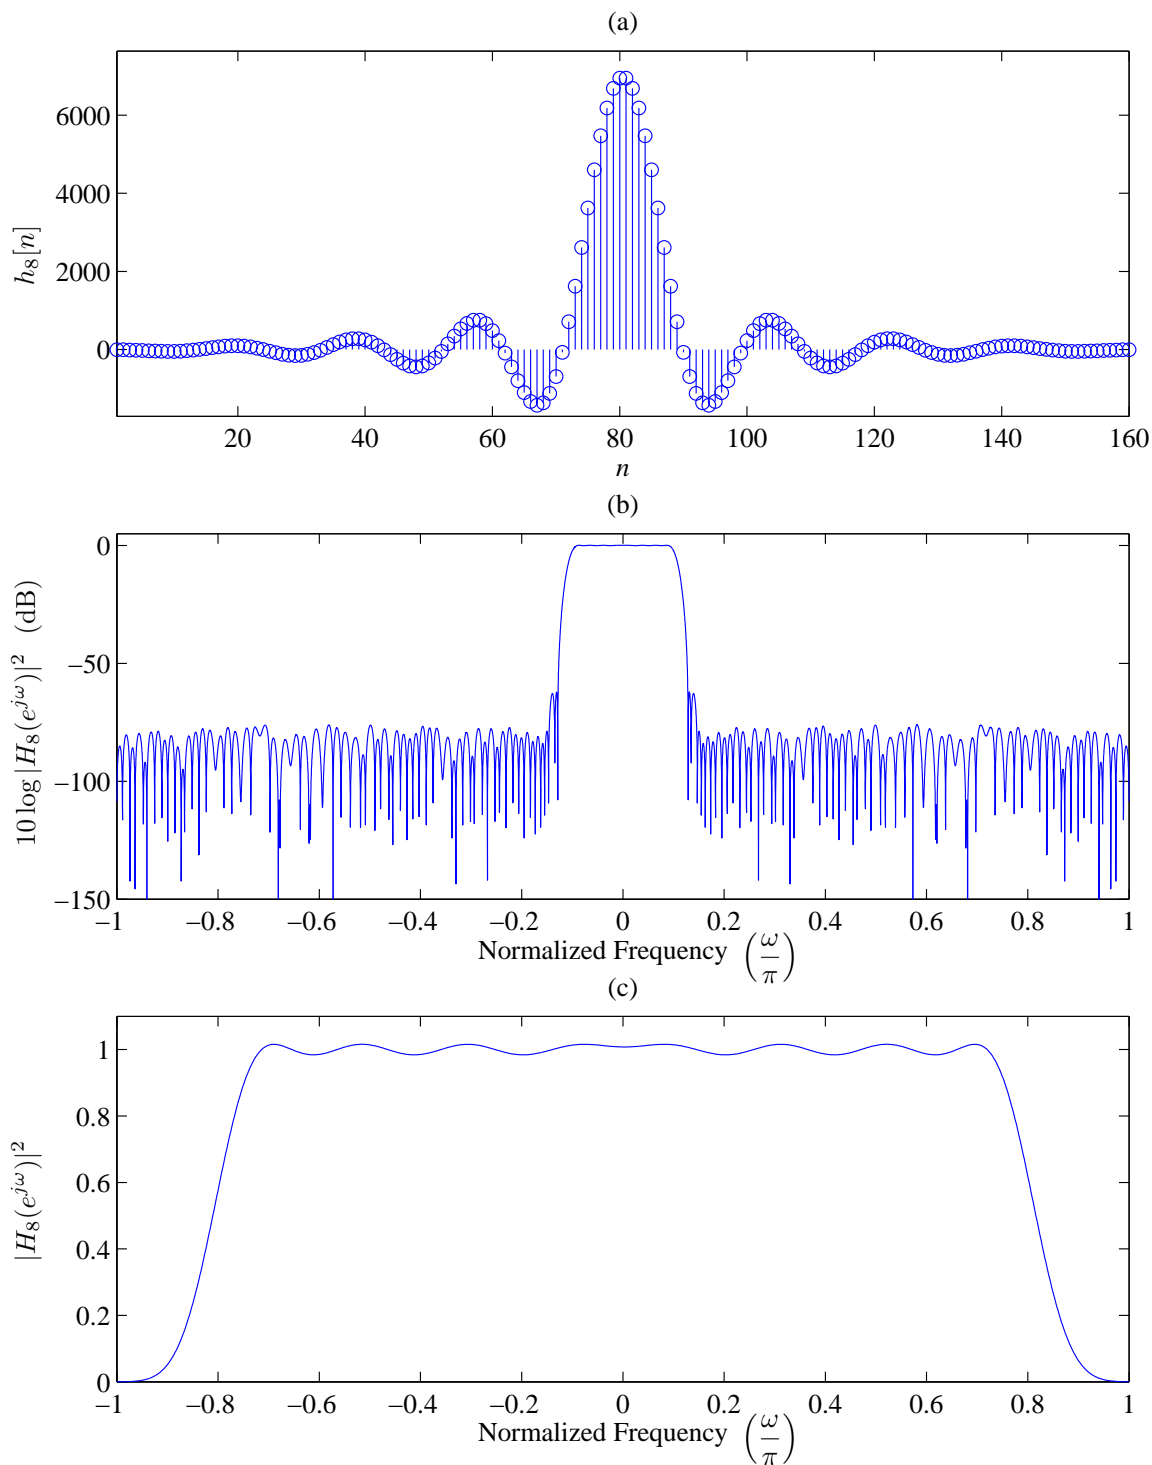 (a)
6000
4000
2000
0
h₈[n]
20 40 60 80 100 120 140 160
n
(b)
0
−50
−100
−150
10 log |H₈(e^{jω})|² (dB)
−1 −0.8 −0.6 −0.4 −0.2 0 0.2 0.4 0.6 0.8 1
Normalized Frequency (ω/π)
(c)
1
0.8
0.6
0.4
0.2
0
|H₈(e^{jω})|²
−1 −0.8 −0.6 −0.4 −0.2 0 0.2 0.4 0.6 0.8 1
Normalized Frequency (ω/π)